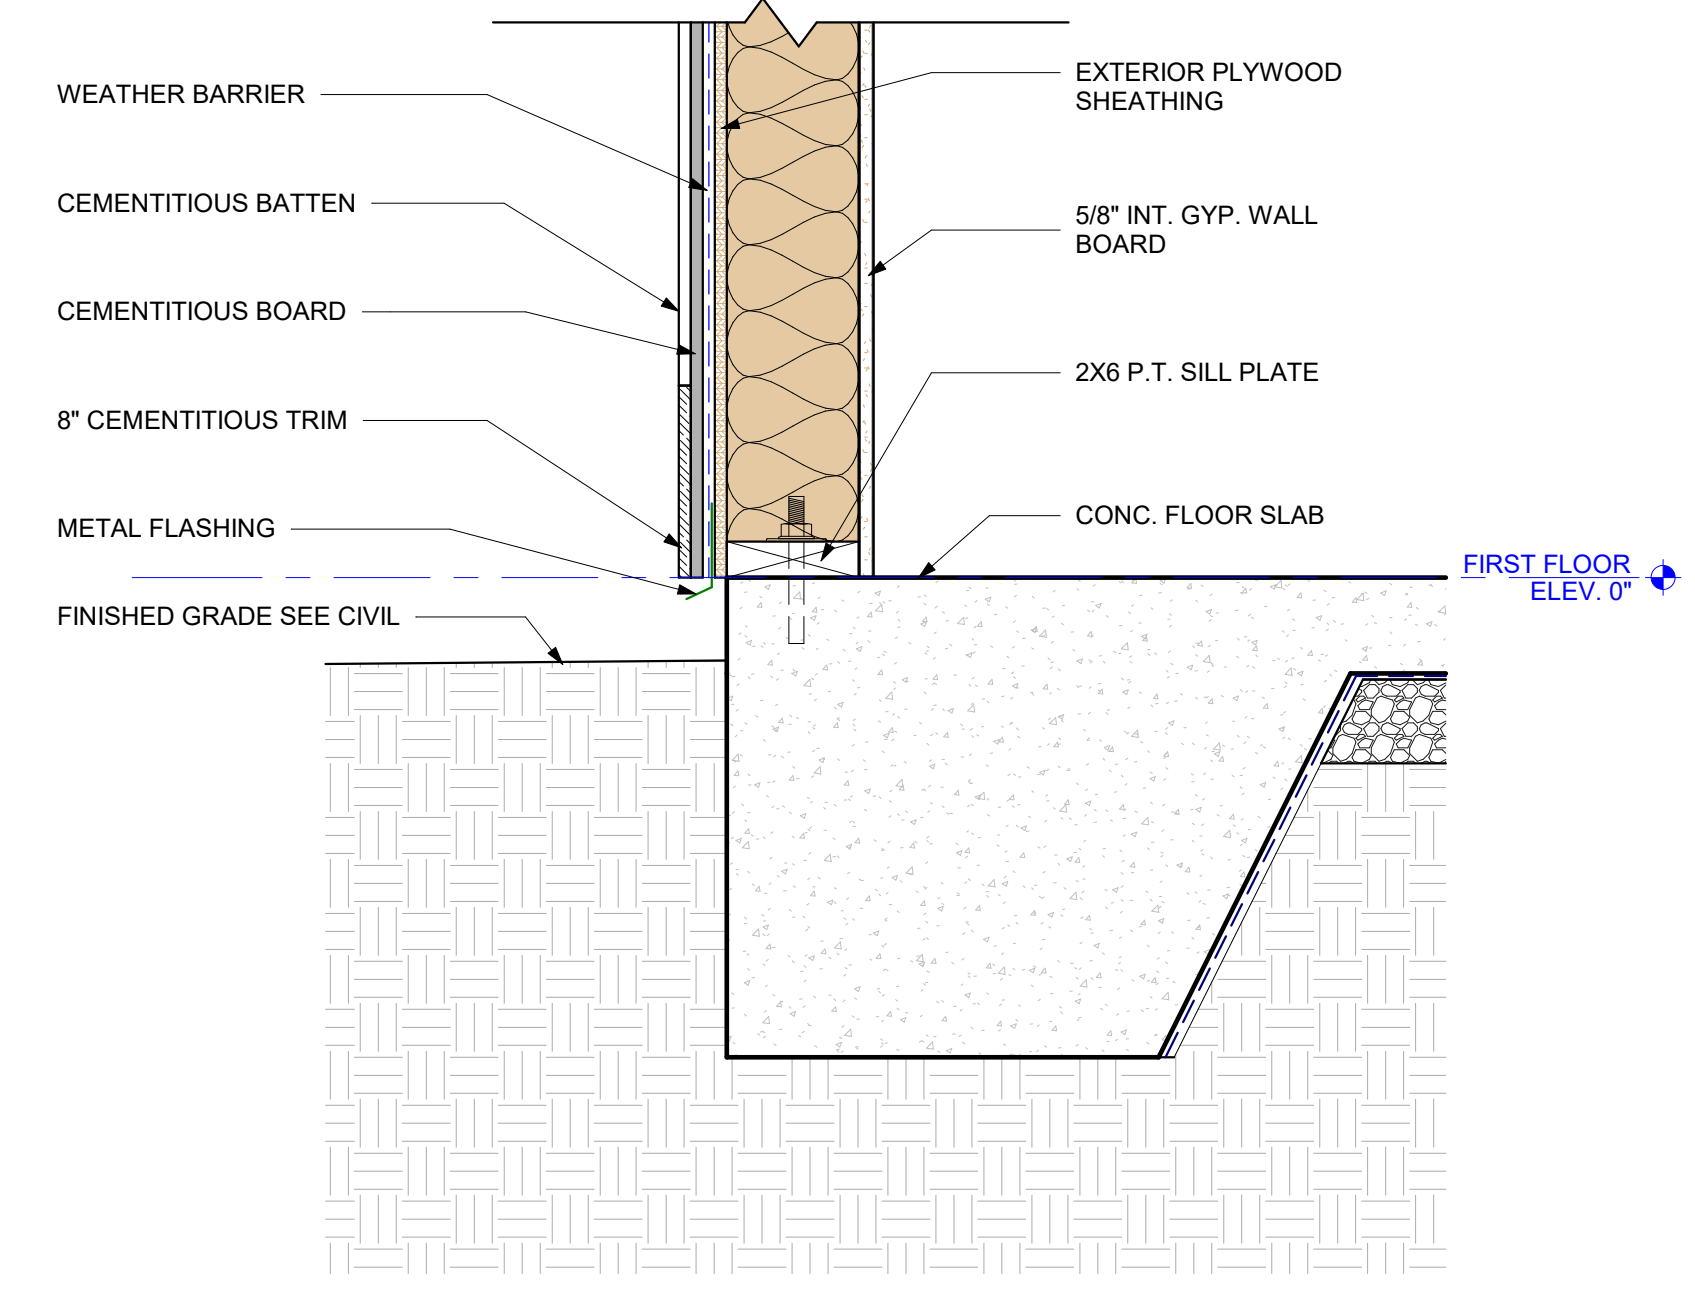 WEATHER BARRIER
CEMENTITIOUS BATTEN
CEMENTITIOUS BOARD
8" CEMENTITIOUS TRIM
METAL FLASHING
FINISHED GRADE SEE CIVIL
EXTERIOR PLYWOOD
SHEATHING
5/8" INT. GYP. WALL
BOARD
2X6 P.T. SILL PLATE
CONC. FLOOR SLAB
FIRST FLOOR
ELEV. 0"